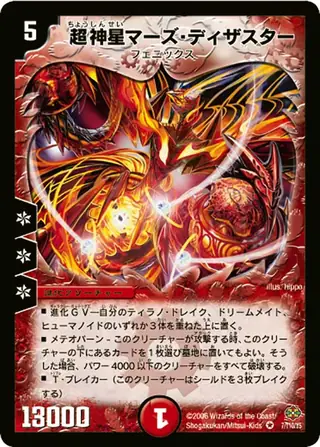 5
ちょうしんせい
超神星マーズ・ディザスター
フェニックス
illus. hippo
■ 進化GV－自分のティラノ・ドレイク、ドリームメイト、
ヒューマノイドのいずれか3体を重ねた上に置く。
■ メテオバーン－このクリーチャーが攻撃する時、このクリ
ーチャーの下にあるカードを1枚選び墓地に置いてもよい。そう
した場合、パワー4000以下のクリーチャーをすべて破壊する。
■ T・ブレイカー（このクリーチャーはシールドを3枚ブレイク
する）
13000
1
©2006 Wizards of the Coast/
Shogakukan/Mitsui-Kids